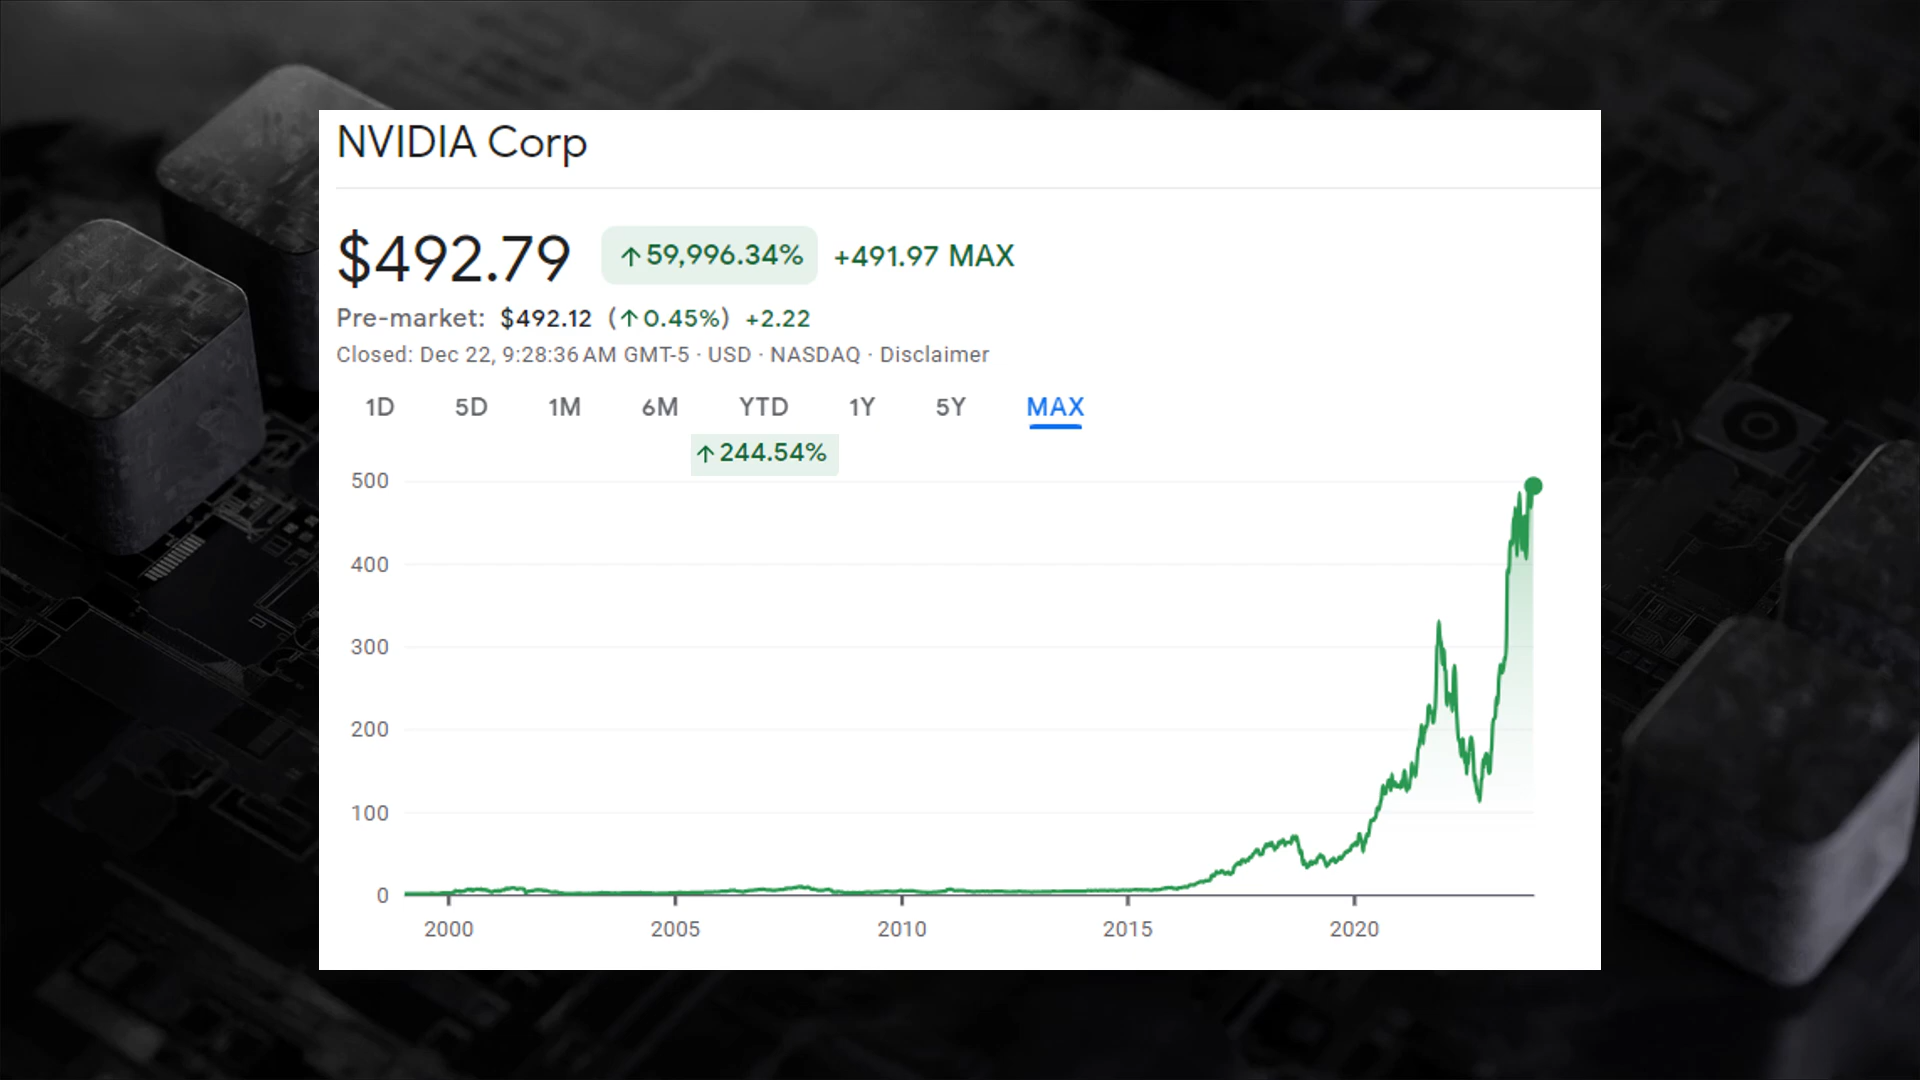 NVIDIA Corp
$492.79 ↑ 59,996.34% +491.97 MAX
Pre-market: $492.12 (↑ 0.45%) +2.22
Closed: Dec 22, 9:28:36 AM GMT-5 · USD · NASDAQ · Disclaimer
1D 5D 1M 6M YTD 1Y 5Y MAX
↑ 244.54%
500
400
300
200
100
0
2000 2005 2010 2015 2020